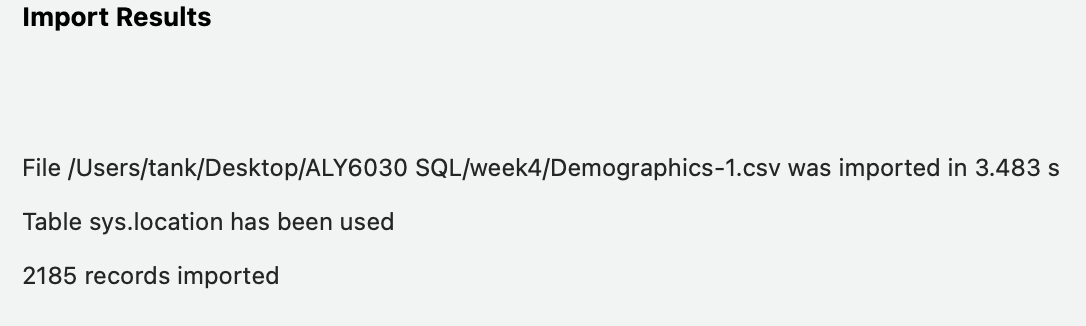 Import Results
File /Users/tank/Desktop/ALY6030 SQL/week4/Demographics-1.csv was imported in 3.483 s
Table sys.location has been used
2185 records imported